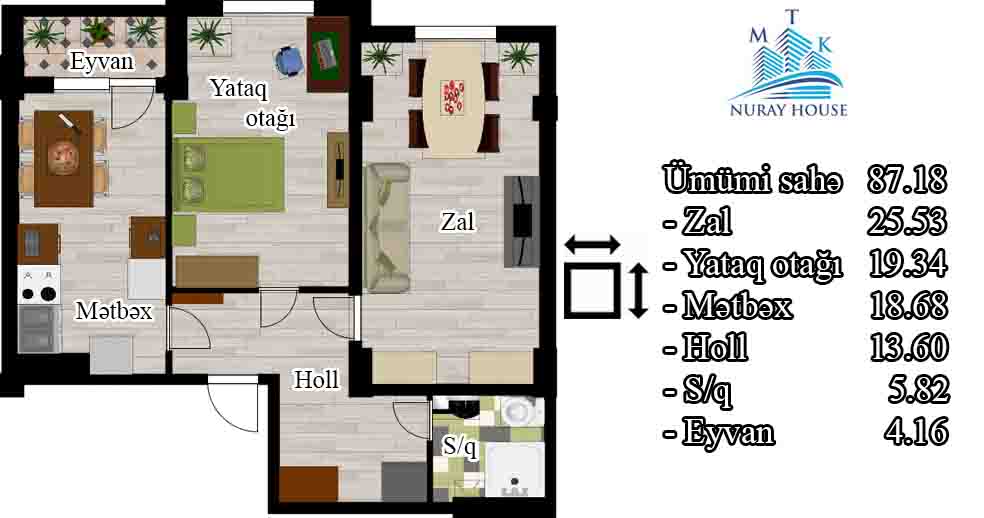 Eyvan
Yataq
otağı
Zal
Mətbəx
Holl
S/q
M T K
NURAY HOUSE
Ümümi sahə 87.18
- Zal 25.53
- Yataq otağı 19.34
- Mətbəx 18.68
- Holl 13.60
- S/q 5.82
- Eyvan 4.16